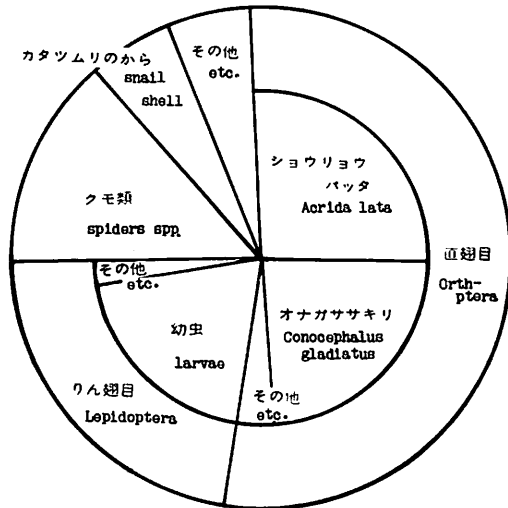 カタツムリのから
snail
shell
その他
etc.
ショウリョウ
バッタ
Acrida lata
直翅目
Orth-
ptera
クモ類
spiders spp
その他
etc.
幼虫
larvae
りん翅目
Lepidoptera
オナガササキリ
Conocephalus
gladiatus
その他
etc.